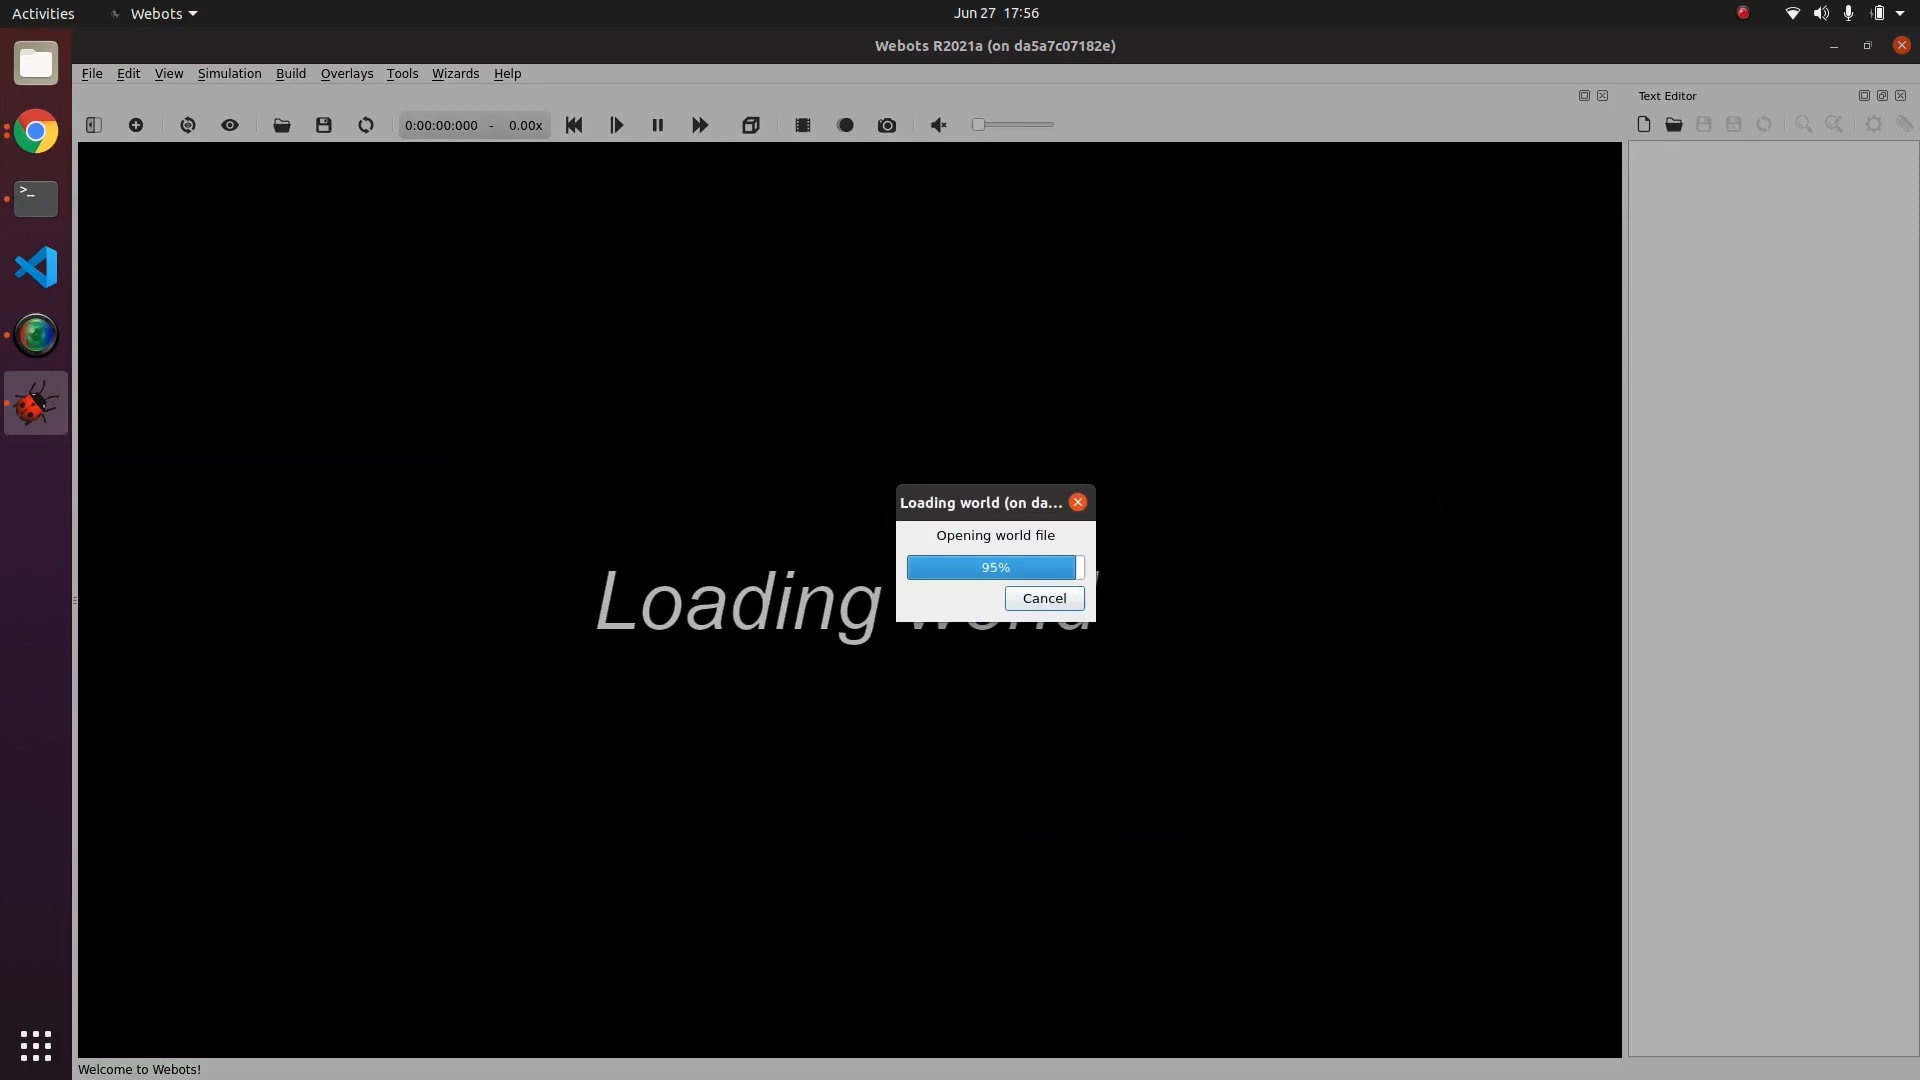 Activities
Webots
Jun 27 17:56
Webots R2021a (on da5a7c07182e)
File Edit View Simulation Build Overlays Tools Wizards Help
Text Editor
0:00:00:000 - 0.00x
Loading world (on da...
Opening world file
95%
Cancel
Loading world
Welcome to Webots!